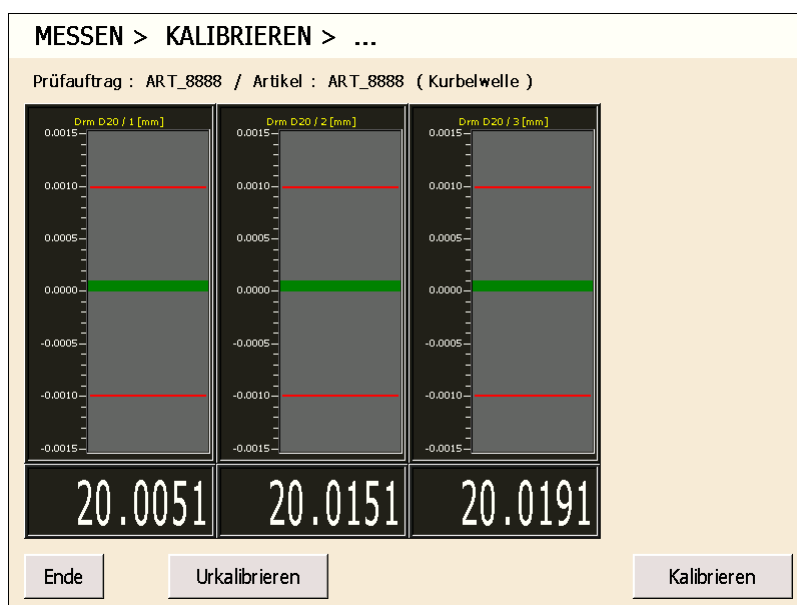 MESSEN > KALIBRIEREN > ...
Prüfauftrag : ART_8888 / Artikel : ART_8888 ( Kurbelwelle )
Drm D20 / 1 [mm] Drm D20 / 2 [mm] Drm D20 / 3 [mm]
0.0015 0.0015 0.0015
0.0010 0.0010 0.0010
0.0005 0.0005 0.0005
0.0000 0.0000 0.0000
-0.0005 -0.0005 -0.0005
-0.0010 -0.0010 -0.0010
-0.0015 -0.0015 -0.0015
20.0051 20.0151 20.0191
Ende Urkalibrieren Kalibrieren